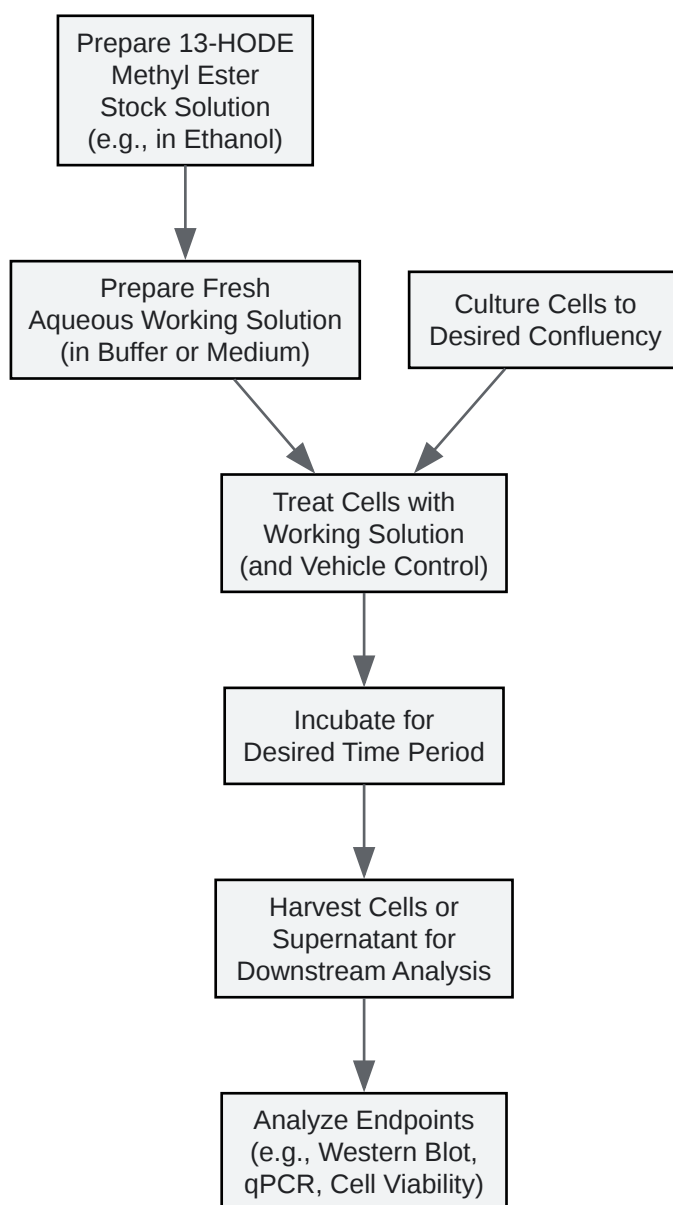 Prepare 13-HODE
Methyl Ester
Stock Solution
(e.g., in Ethanol)
Prepare Fresh
Aqueous Working Solution
(in Buffer or Medium)
Culture Cells to
Desired Confluency
Treat Cells with
Working Solution
(and Vehicle Control)
Incubate for
Desired Time Period
Harvest Cells or
Supernatant for
Downstream Analysis
Analyze Endpoints
(e.g., Western Blot,
qPCR, Cell Viability)